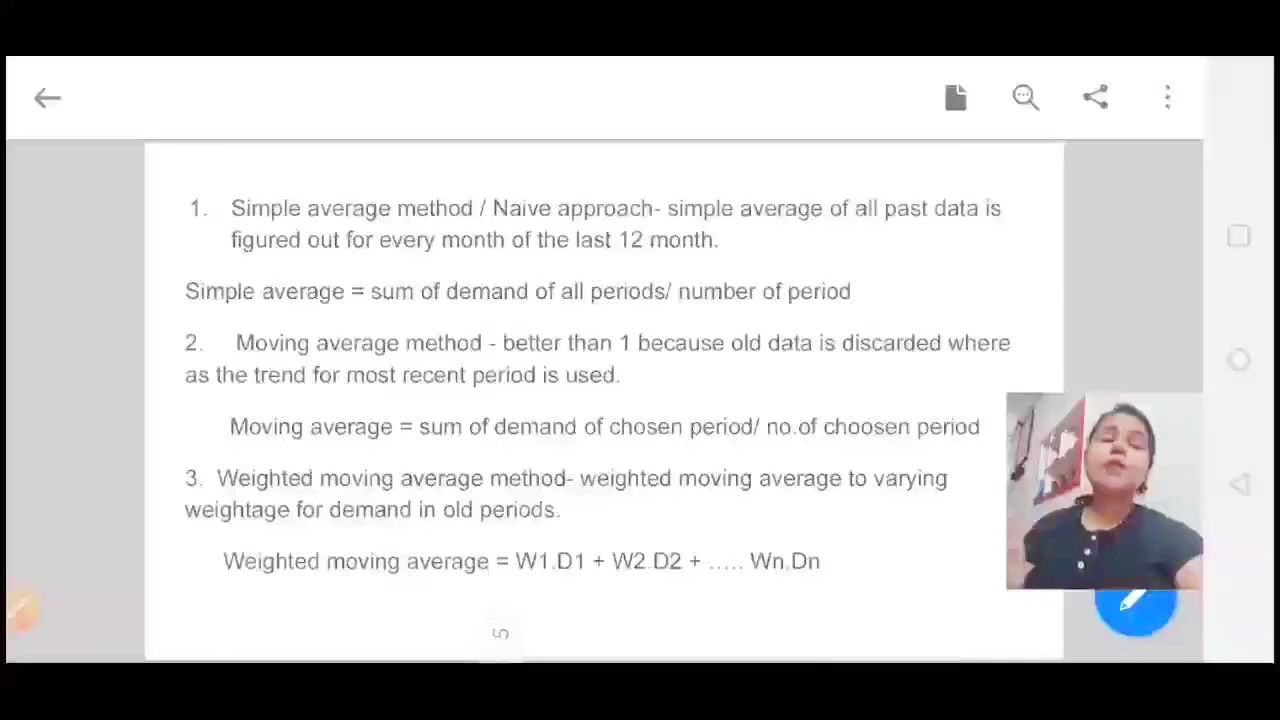 1. Simple average method / Naive approach- simple average of all past data is
figured out for every month of the last 12 month.
Simple average = sum of demand of all periods/ number of period
2. Moving average method - better than 1 because old data is discarded where
as the trend for most recent period is used.
Moving average = sum of demand of chosen period/ no.of choosen period
3. Weighted moving average method- weighted moving average to varying
weightage for demand in old periods.
Weighted moving average = W1.D1 + W2.D2 + ..... Wn.Dn
5